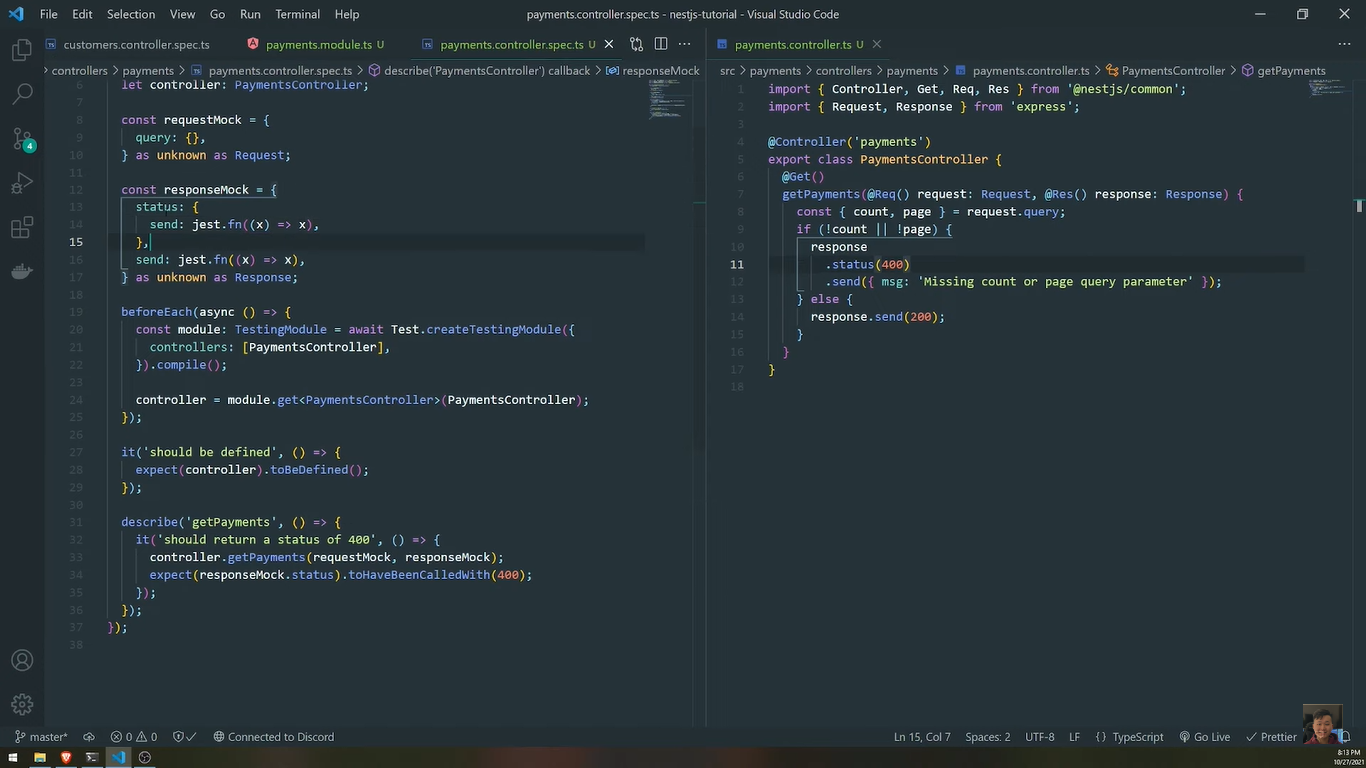 File Edit Selection View Go Run Terminal Help
payments.controller.spec.ts - nestjs-tutorial - Visual Studio Code
customers.controller.spec.ts
payments.module.ts U
payments.controller.spec.ts U
controllers > payments > payments.controller.spec.ts > describe('PaymentsController') callback > responseMock
6 let controller: PaymentsController;
7
8 const requestMock = {
9 query: {},
10 } as unknown as Request;
11
12 const responseMock = {
13 status: {
14 send: jest.fn((x) => x),
15 },
16 send: jest.fn((x) => x),
17 } as unknown as Response;
18
19 beforeEach(async () => {
20 const module: TestingModule = await Test.createTestingModule({
21 controllers: [PaymentsController],
22 }).compile();
23
24 controller = module.get<PaymentsController>(PaymentsController);
25 });
26
27 it('should be defined', () => {
28 expect(controller).toBeDefined();
29 });
30
31 describe('getPayments', () => {
32 it('should return a status of 400', () => {
33 controller.getPayments(requestMock, responseMock);
34 expect(responseMock.status).toHaveBeenCalledWith(400);
35 });
36 });
37 });
38
payments.controller.ts U
src > payments > controllers > payments > payments.controller.ts > PaymentsController > getPayments
1 import { Controller, Get, Req, Res } from '@nestjs/common';
2 import { Request, Response } from 'express';
3
4 @Controller('payments')
5 export class PaymentsController {
6 @Get()
7 getPayments(@Req() request: Request, @Res() response: Response) {
8 const { count, page } = request.query;
9 if (!count || !page) {
10 response
11 .status(400)
12 .send({ msg: 'Missing count or page query parameter' });
13 } else {
14 response.send(200);
15 }
16 }
17 }
18
4
master* 0 0 Connected to Discord
Ln 15, Col 7 Spaces: 2 UTF-8 LF {} TypeScript Go Live Prettier
8:13 PM
10/27/2021